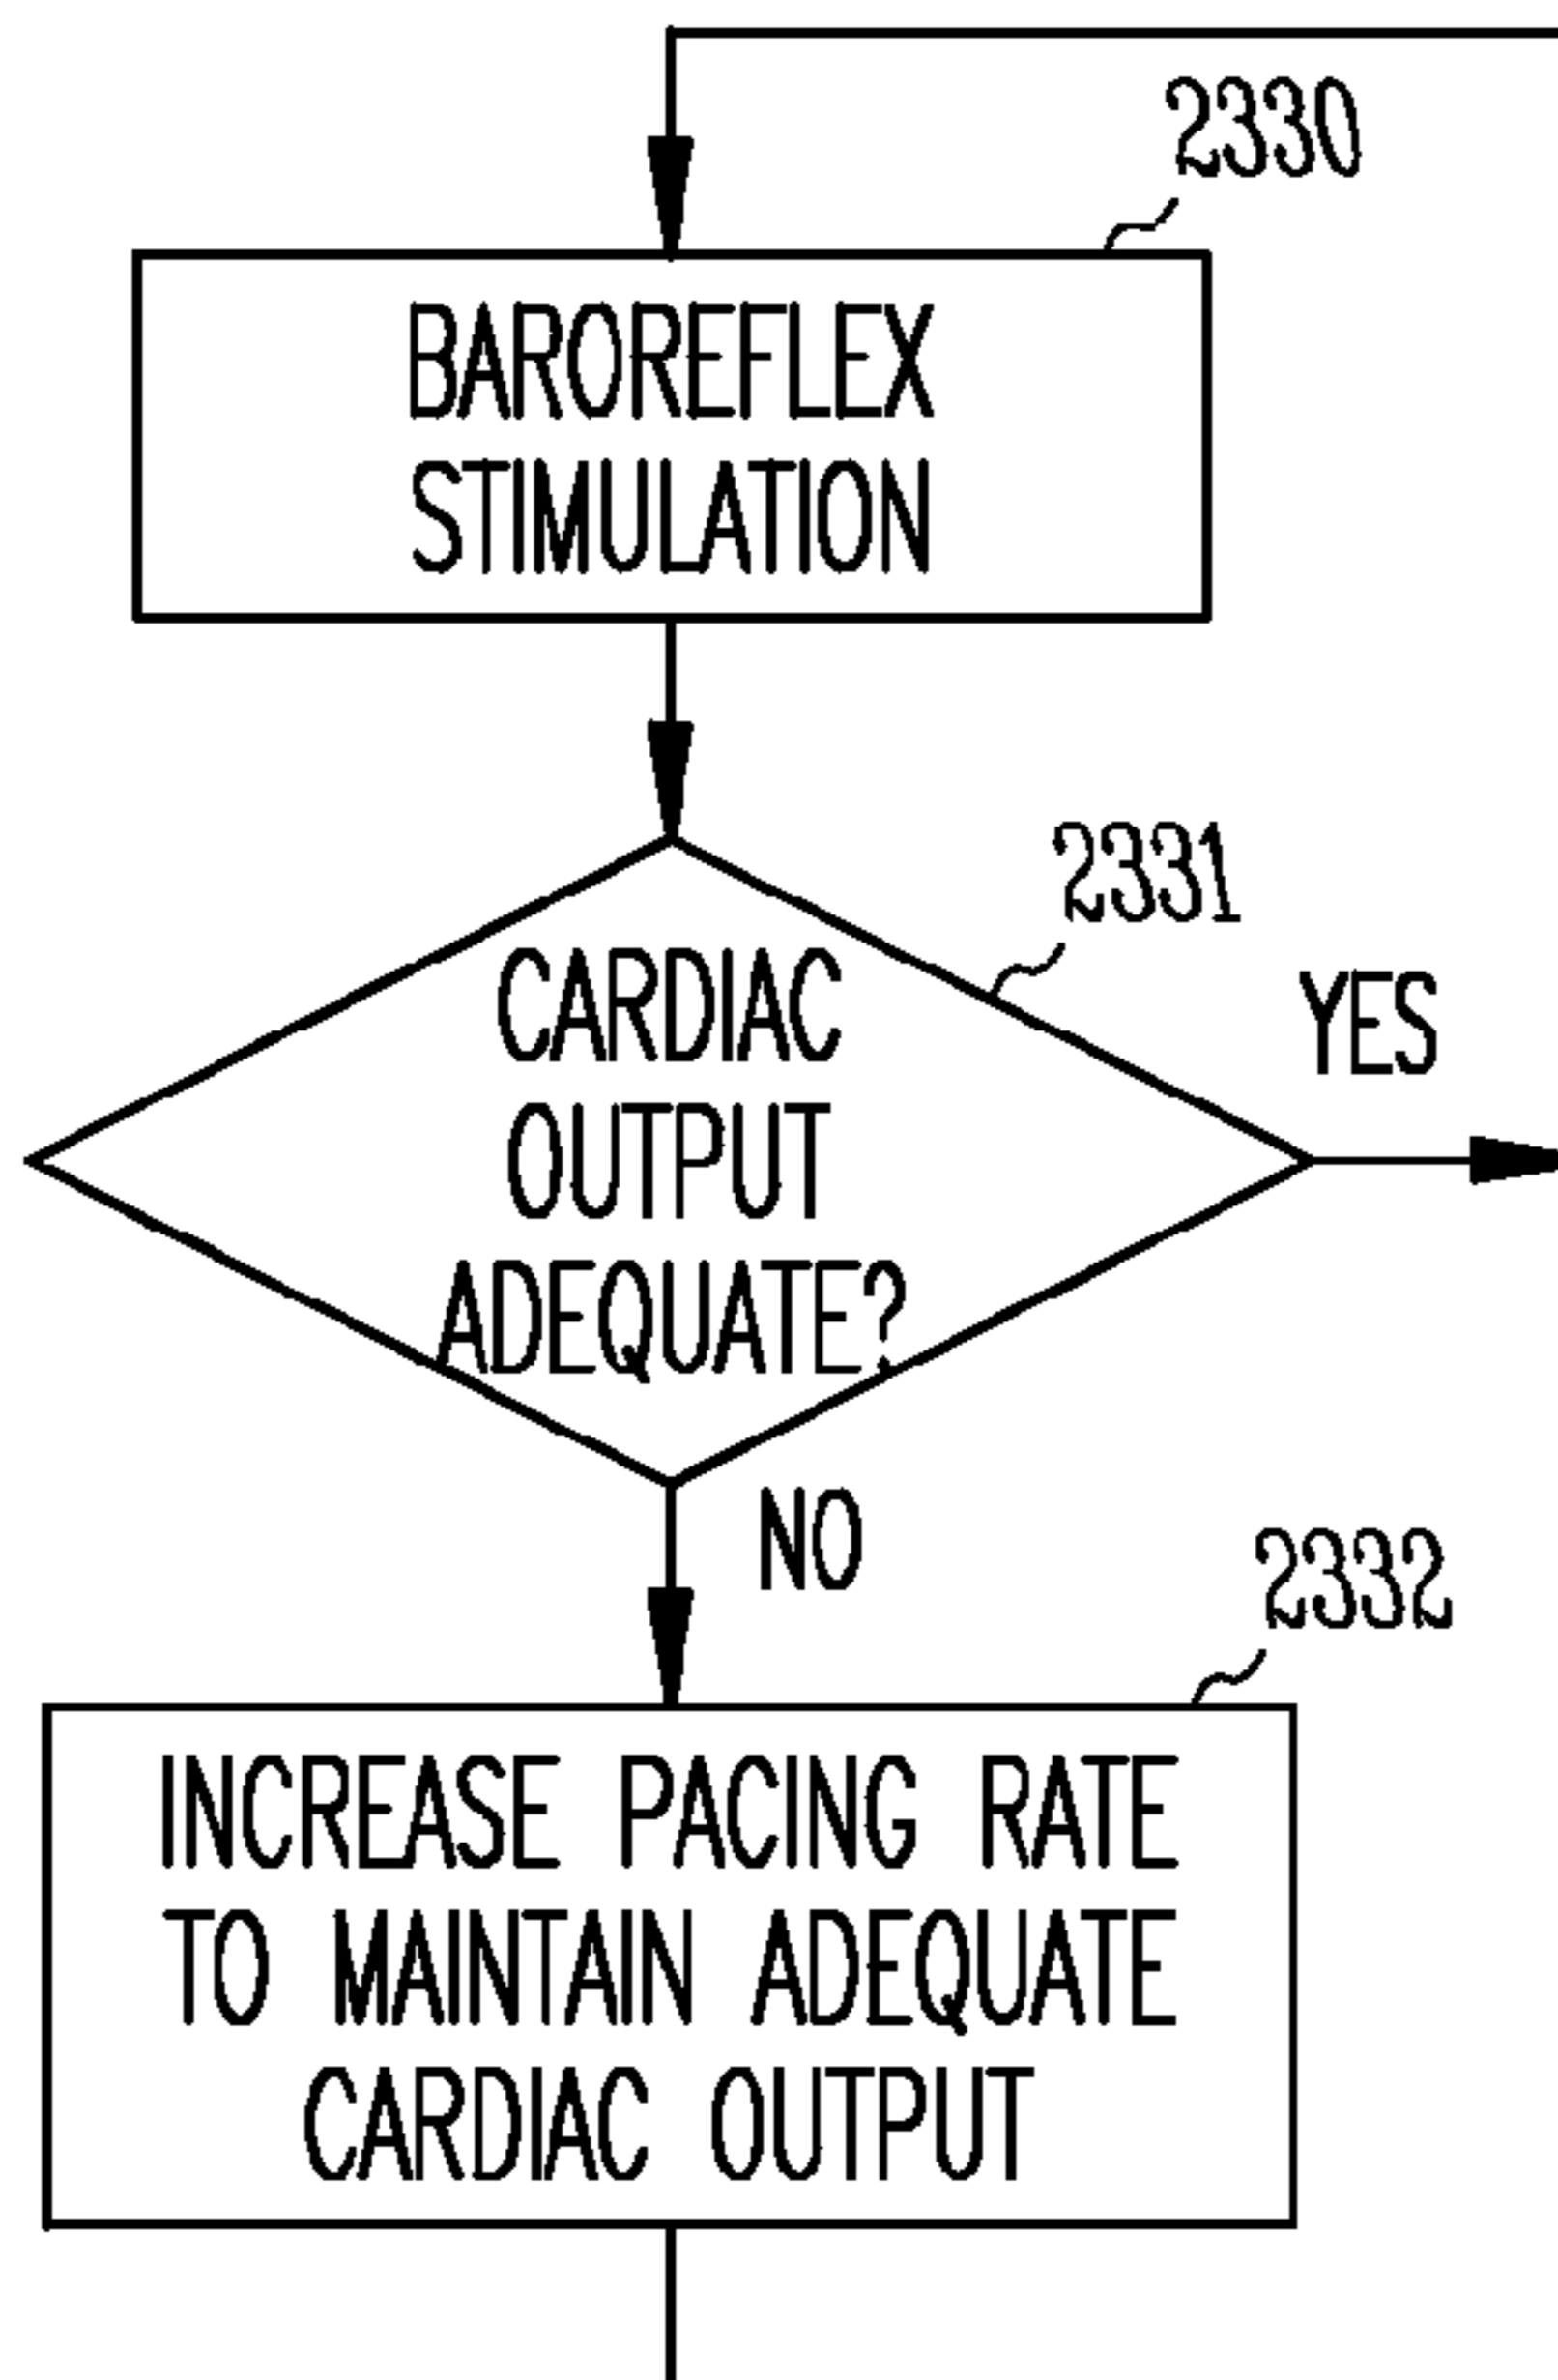 2330
BAROREFLEX
STIMULATION
2331
CARDIAC
OUTPUT
ADEQUATE?
YES
NO
2332
INCREASE PACING RATE
TO MAINTAIN ADEQUATE
CARDIAC OUTPUT